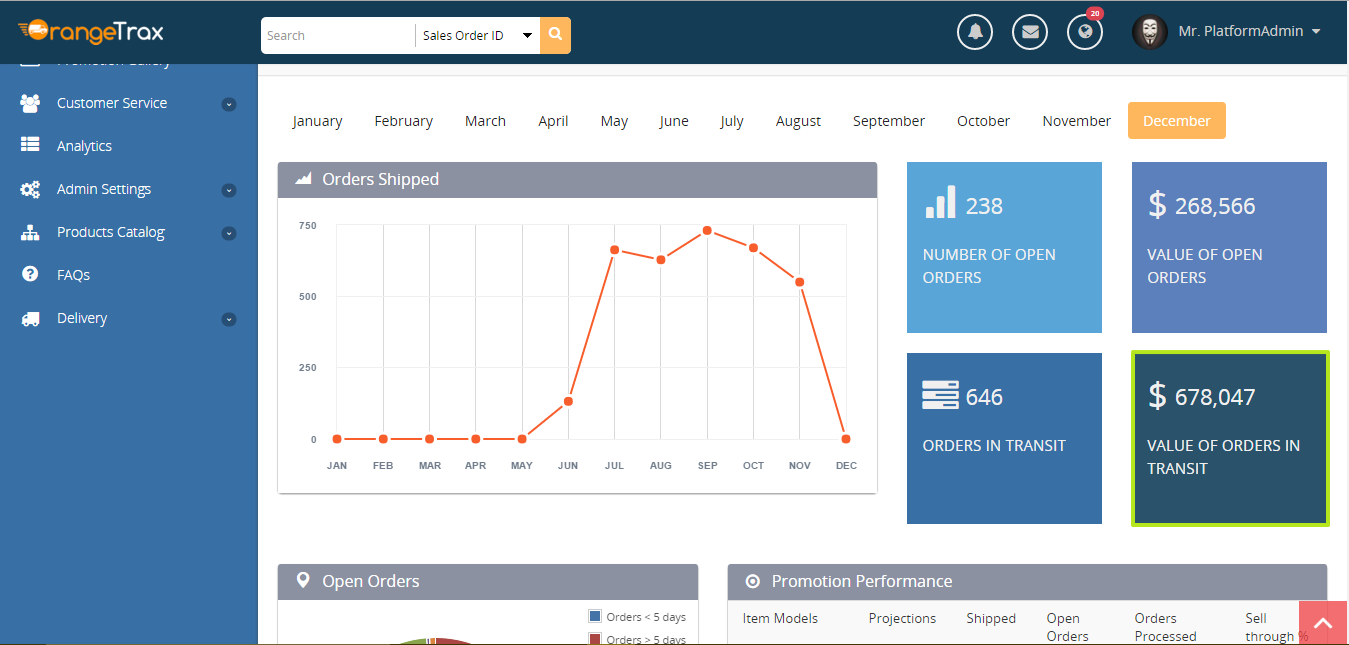 OrangeTrax
Search
Sales Order ID
20
Mr. PlatformAdmin
Promotion Gallery
Customer Service
Analytics
Admin Settings
Products Catalog
FAQs
Delivery
January February March April May June July August September October November December
Orders Shipped
750
500
250
0
JAN FEB MAR APR MAY JUN JUL AUG SEP OCT NOV DEC
238
NUMBER OF OPEN
ORDERS
$ 268,566
VALUE OF OPEN
ORDERS
646
ORDERS IN TRANSIT
$ 678,047
VALUE OF ORDERS IN
TRANSIT
Open Orders
Orders < 5 days
Orders > 5 days
Promotion Performance
Item Models Projections Shipped Open Orders Sell
Orders Processed through %